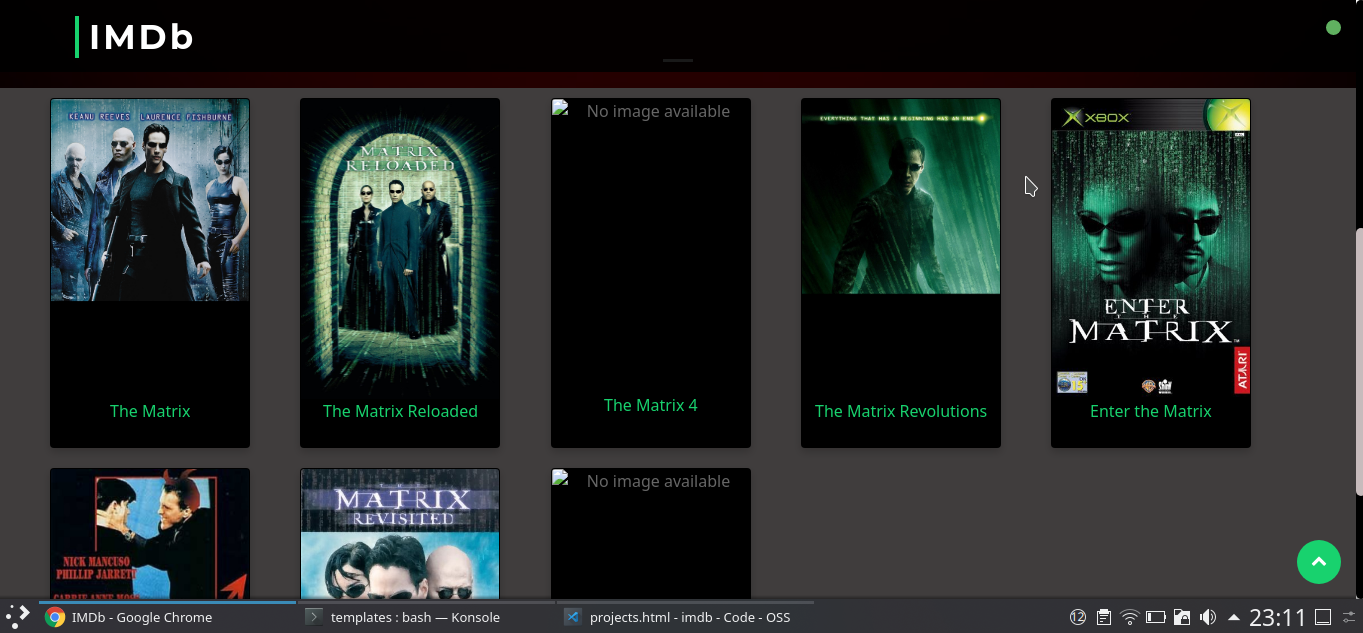 IMDb
KEANU REEVES LAURENCE FISHBURNE
THE
MATRIX
RELOADED
No image available
EVERYTHING THAT HAS A BEGINNING HAS AN END
XBOX
ENTER
THE
MATRIX
ATARI
15
The Matrix
The Matrix Reloaded
The Matrix 4
The Matrix Revolutions
Enter the Matrix
NICK MANCUSO
PHILLIP JARRETT
THE
MATRIX
REVISITED
No image available
IMDb - Google Chrome
templates : bash — Konsole
projects.html - imdb - Code - OSS
12
23:11